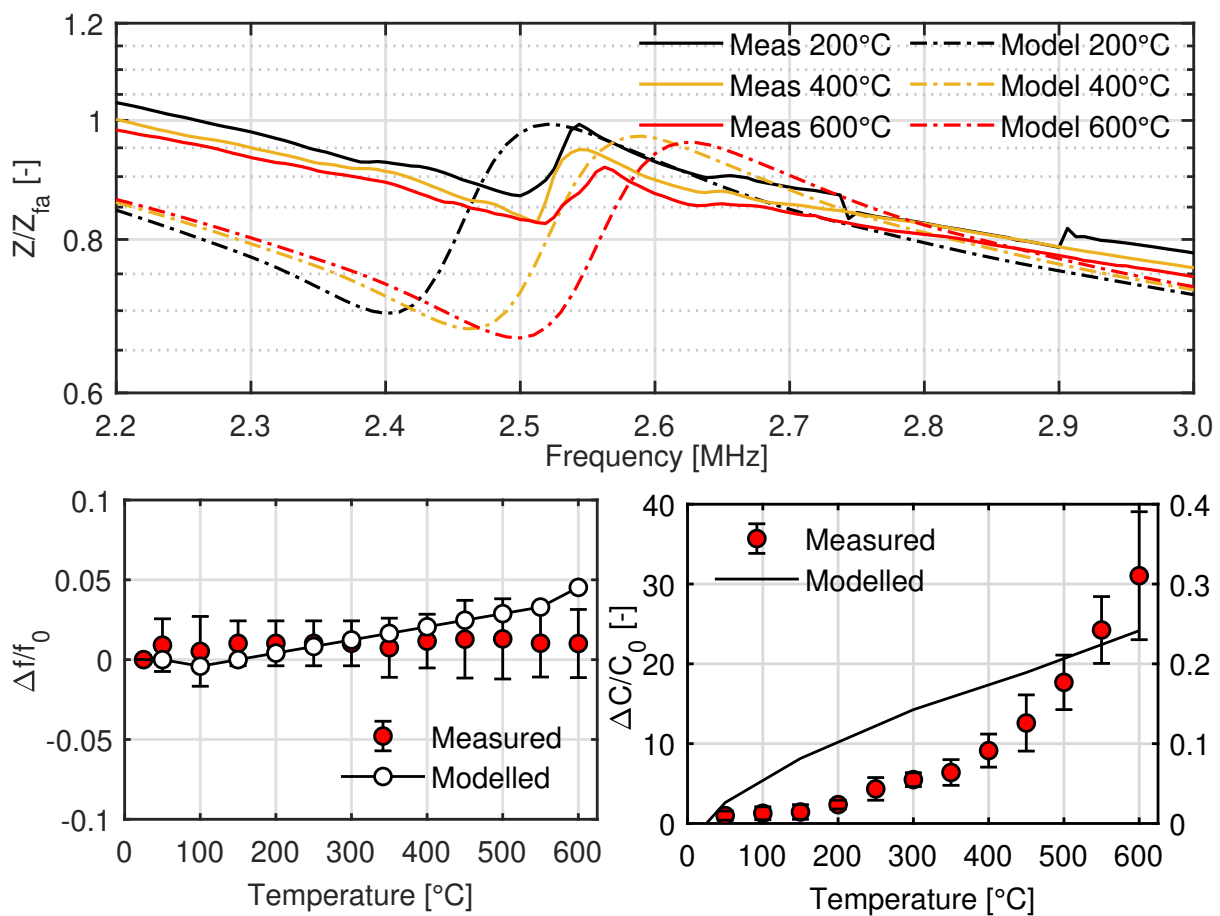 1.2
1
0.8
0.6
Z/Z_fa [-]
Meas 200°C
Model 200°C
Meas 400°C
Model 400°C
Meas 600°C
Model 600°C
2.2 2.3 2.4 2.5 2.6 2.7 2.8 2.9 3.0
Frequency [MHz]
0.1
0.05
0
-0.05
-0.1
Δf/f_0
Measured
Modelled
0 100 200 300 400 500 600
Temperature [°C]
40
30
20
10
0
ΔC/C_0 [-]
Measured
Modelled
0.4
0.3
0.2
0.1
0
0 100 200 300 400 500 600
Temperature [°C]